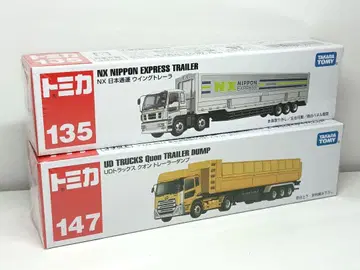 トミカ
135
NX NIPPON EXPRESS TRAILER
NX 日本通運 ウイングトレーラ
TAKARA TOMY
NX NIPPON EXPRESS
トミカ
147
UD TRUCKS Quon TRAILER DUMP
UDトラックス クオン トレーラーダンプ
TAKARA TOMY